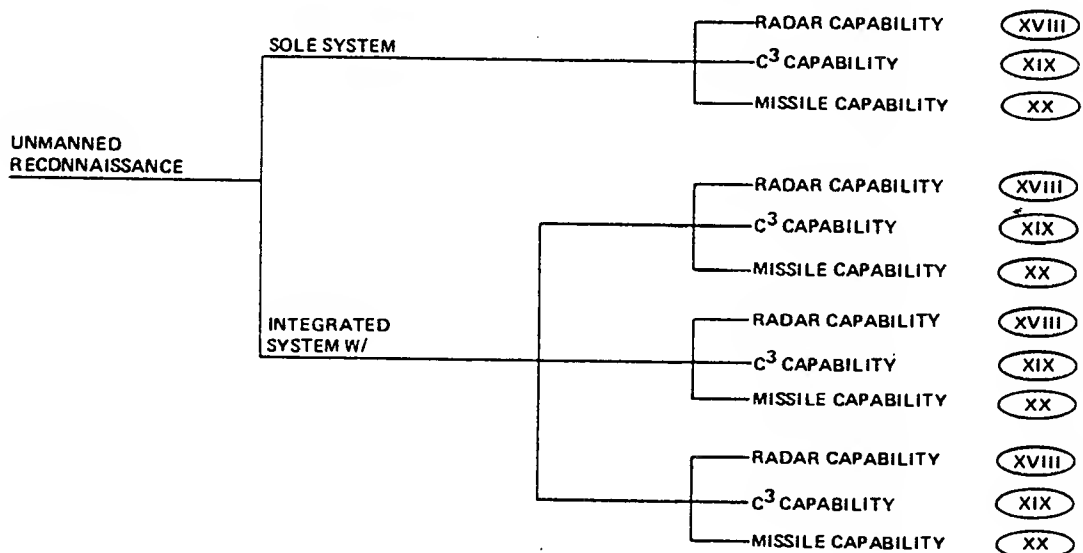 RADAR CAPABILITY XVIII
SOLE SYSTEM
C³ CAPABILITY XIX
MISSILE CAPABILITY XX
UNMANNED
RECONNAISSANCE
RADAR CAPABILITY XVIII
C³ CAPABILITY XIX
MISSILE CAPABILITY XX
INTEGRATED
SYSTEM W/
RADAR CAPABILITY XVIII
C³ CAPABILITY XIX
MISSILE CAPABILITY XX
RADAR CAPABILITY XVIII
C³ CAPABILITY XIX
MISSILE CAPABILITY XX